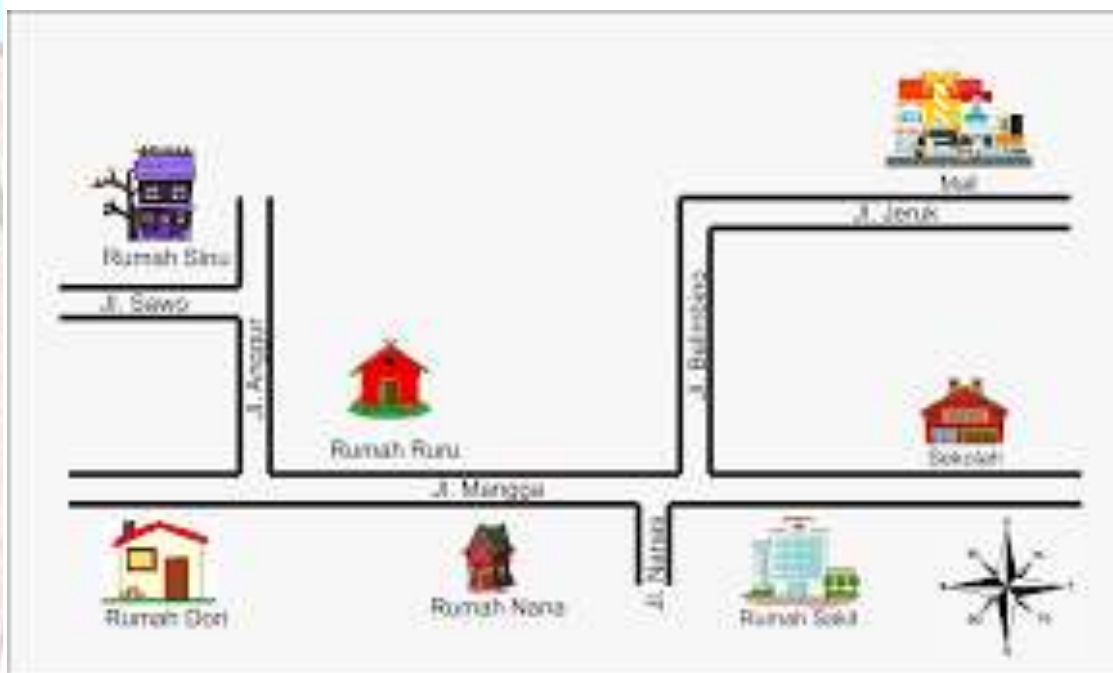 Mall
Jl. Jeruk
Rumah Sinu
Jl. Sawo
Jl. Anggur
Jl. Belimbing
Rumah Ruru
Sekolah
Jl. Mangga
Jl. Nanas
Rumah Dori
Rumah Nana
Rumah Sakit